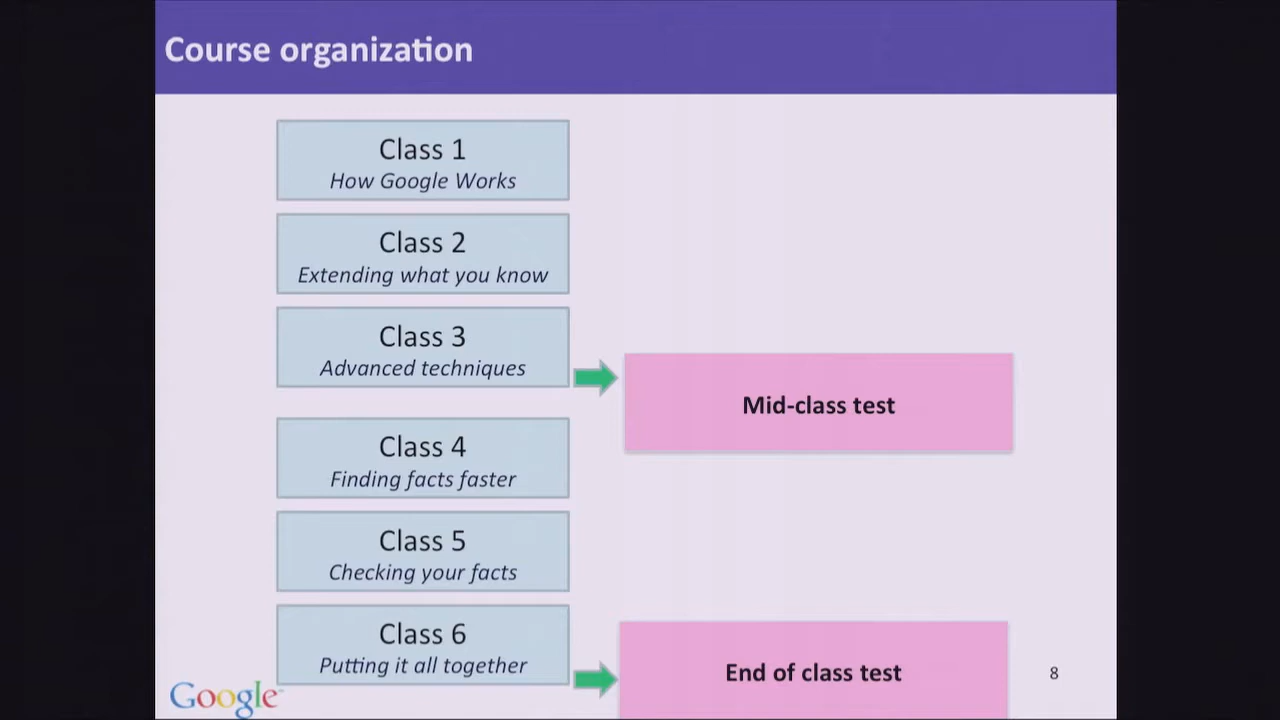 Course organization
Class 1
How Google Works
Class 2
Extending what you know
Class 3
Advanced techniques
Mid-class test
Class 4
Finding facts faster
Class 5
Checking your facts
Class 6
Putting it all together
End of class test
Google
8